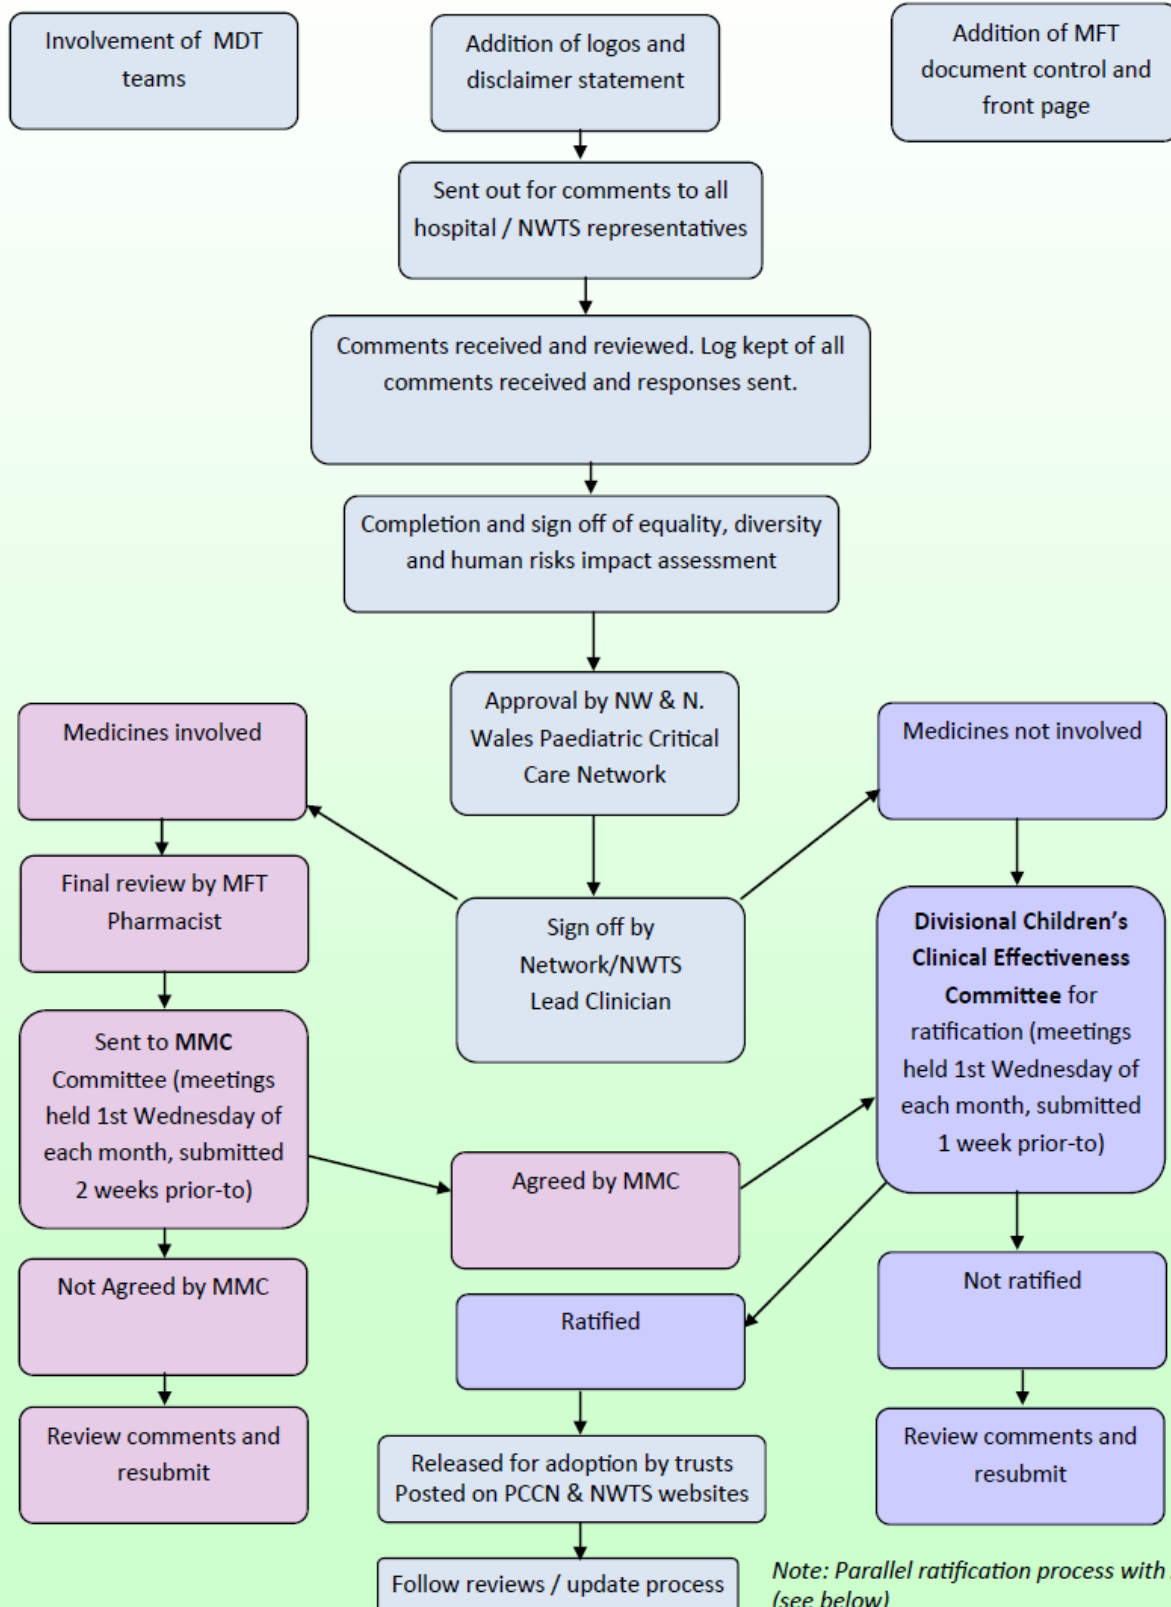 Involvement of  MDT
teams
Addition of logos and
disclaimer statement
Addition of MFT
document control and
front page
Sent out for comments to all
hospital / NWTS representatives
Comments received and reviewed. Log kept of all
comments received and responses sent.
Completion and sign off of equality, diversity
and human risks impact assessment
Approval by NW & N.
Wales Paediatric Critical
Care Network
Medicines involved
Medicines not involved
Final review by MFT
Pharmacist
Sign off by
Network/NWTS
Lead Clinician
Divisional Children’s
Clinical Effectiveness
Committee for
ratification (meetings
held 1st Wednesday of
each month, submitted
1 week prior-to)
Sent to MMC
Committee (meetings
held 1st Wednesday of
each month, submitted
2 weeks prior-to)
Agreed by MMC
Not Agreed by MMC
Ratified
Not ratified
Review comments and
resubmit
Released for adoption by trusts
Posted on PCCN & NWTS websites
Review comments and
resubmit
Follow reviews / update process
Note: Parallel ratification process with
(see below)